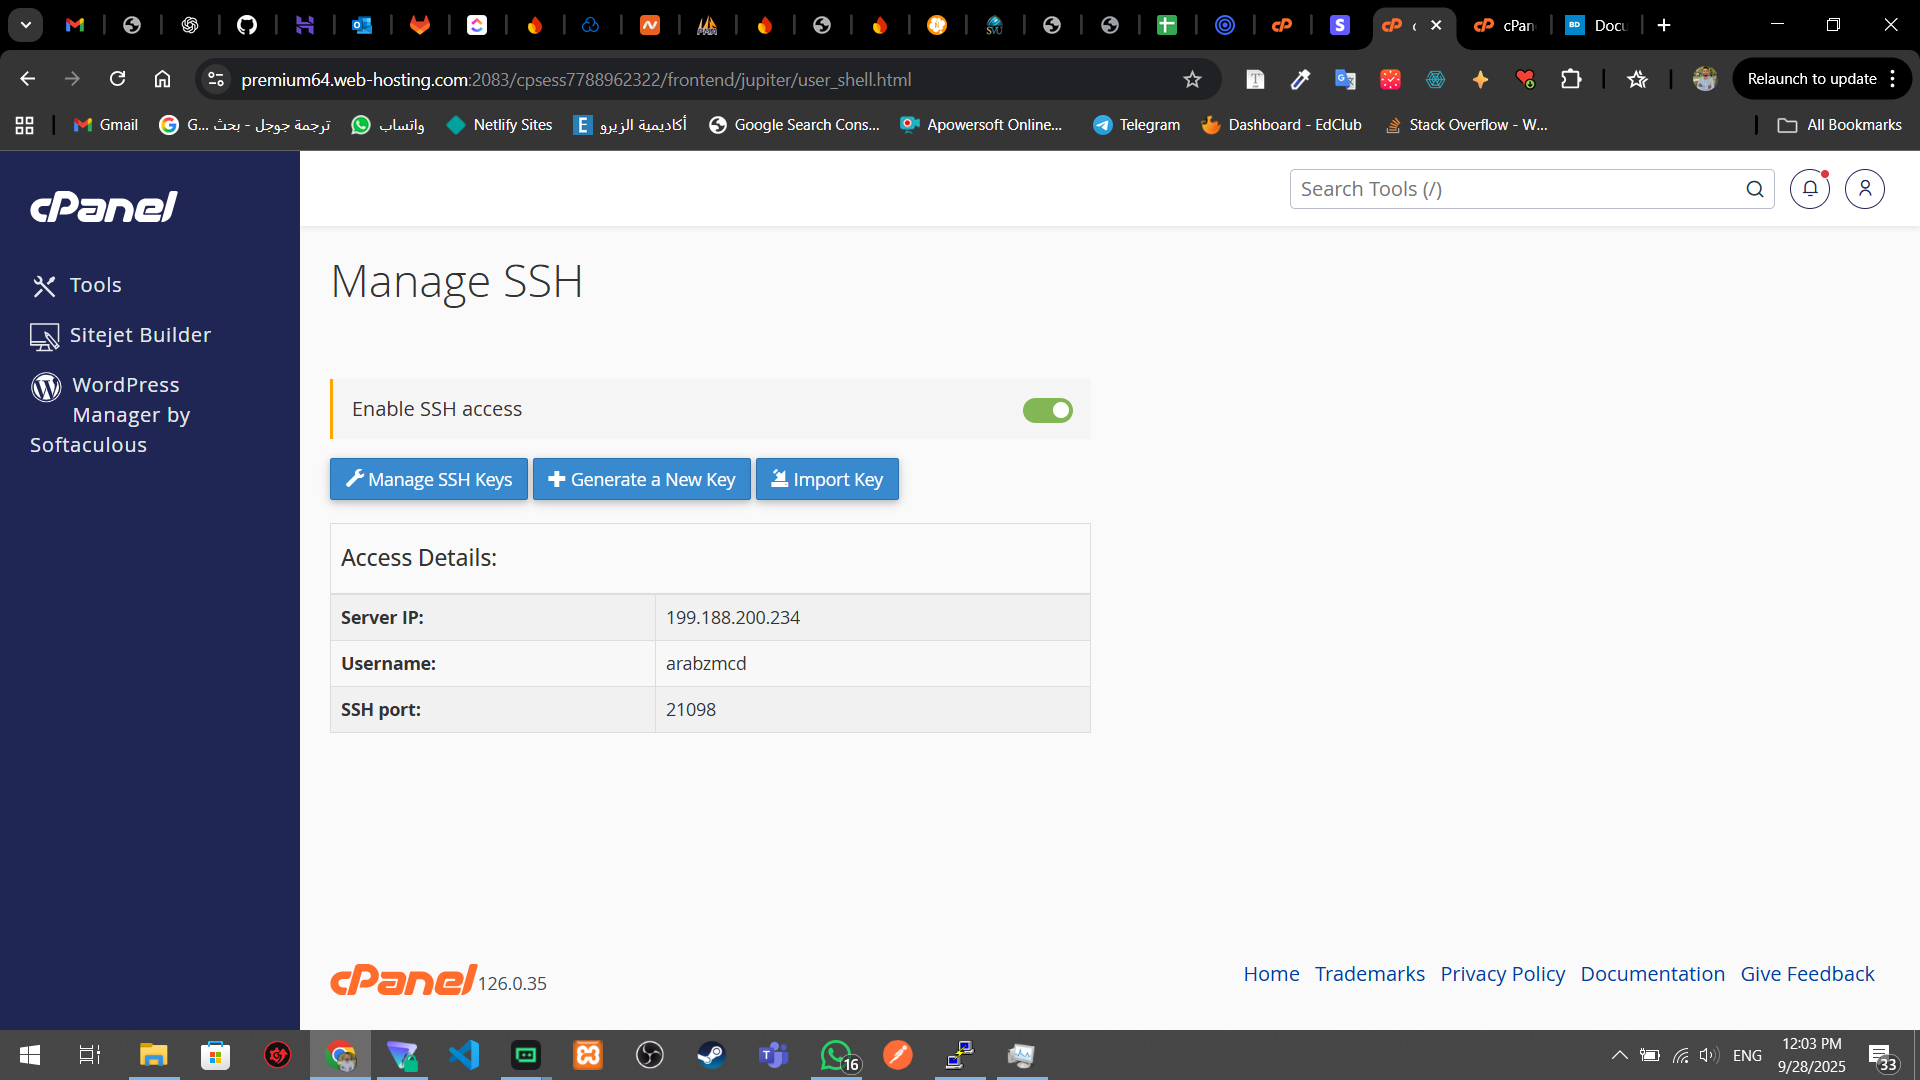 cPan
Docu
premium64.web-hosting.com:2083/cpsess7788962322/frontend/jupiter/user_shell.html
Relaunch to update
Gmail
ترجمة جوجل - بحث ...G
واتساب
Netlify Sites
أكاديمية الزيرو
Google Search Cons...
Apowersoft Online...
Telegram
Dashboard - EdClub
Stack Overflow - W...
All Bookmarks
cPanel
Search Tools (/)
Tools
Sitejet Builder
WordPress
Manager by
Softaculous
Manage SSH
Enable SSH access
Manage SSH Keys
Generate a New Key
Import Key
Access Details:
Server IP: 199.188.200.234
Username: arabzmcd
SSH port: 21098
cPanel 126.0.35
Home Trademarks Privacy Policy Documentation Give Feedback
16
ENG
12:03 PM
9/28/2025
33